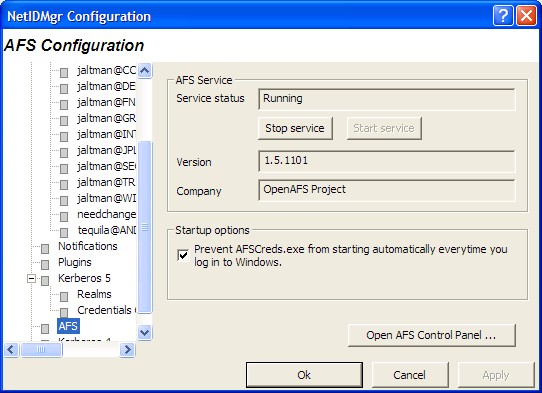 NetIDMgr Configuration
AFS Configuration
jaltman@CC
jaltman@DE
jaltman@FN
jaltman@GR
jaltman@INT
jaltman@JPL
jaltman@SEC
jaltman@TR
jaltman@WI
needchange
tequila@AND
Notifications
Plugins
Kerberos 5
Realms
Credentials
AFS
AFS Service
Service status
Running
Stop service
Start service
Version
1.5.1101
Company
OpenAFS Project
Startup options
Prevent AFSCreds.exe from starting automatically everytime you
log in to Windows.
Open AFS Control Panel ...
Ok
Cancel
Apply